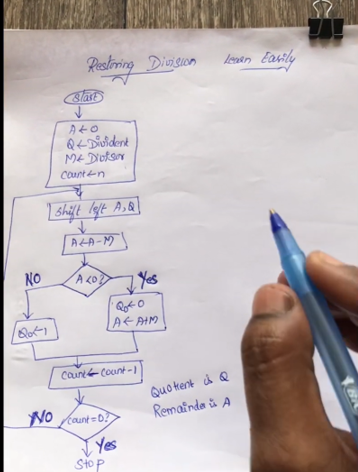 Restoring Division Learn Easily
Start
A ← 0
Q ← Divident
M ← Divisor
Count ← n
Shift left A, Q
A ← A - M
A < 0 ?
NO
Yes
Q₀ ← 1
Q₀ ← 0
A ← A+M
Count ← Count - 1
Quotient is Q
Remainder is A
Count = 0 ?
NO
Yes
Stop